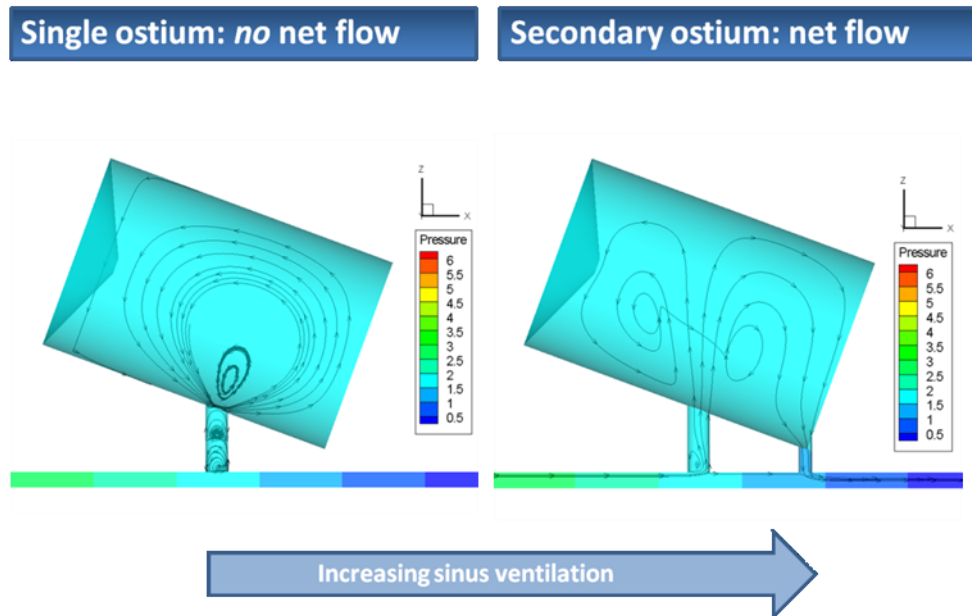 Single ostium: no net flow
Secondary ostium: net flow
Z
X
Pressure
6
5.5
5
4.5
4
3.5
3
2.5
2
1.5
1
0.5
Z
X
Pressure
6
5.5
5
4.5
4
3.5
3
2.5
2
1.5
1
0.5
Increasing sinus ventilation